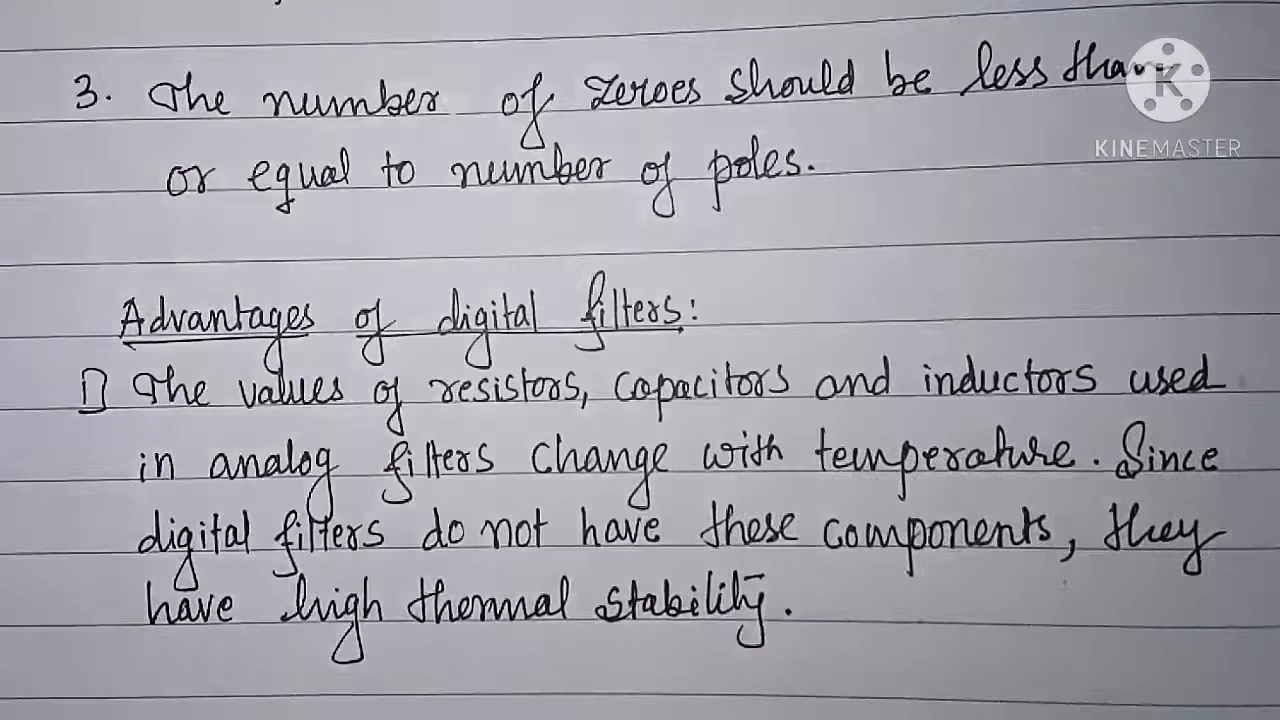 3. The number of zeroes should be less than
KINEMASTER
or equal to number of poles.
Advantages of digital filters:
1] The values of resistors, capacitors and inductors used
in analog filters change with temperature. Since
digital filters do not have these components, they
have high thermal stability.